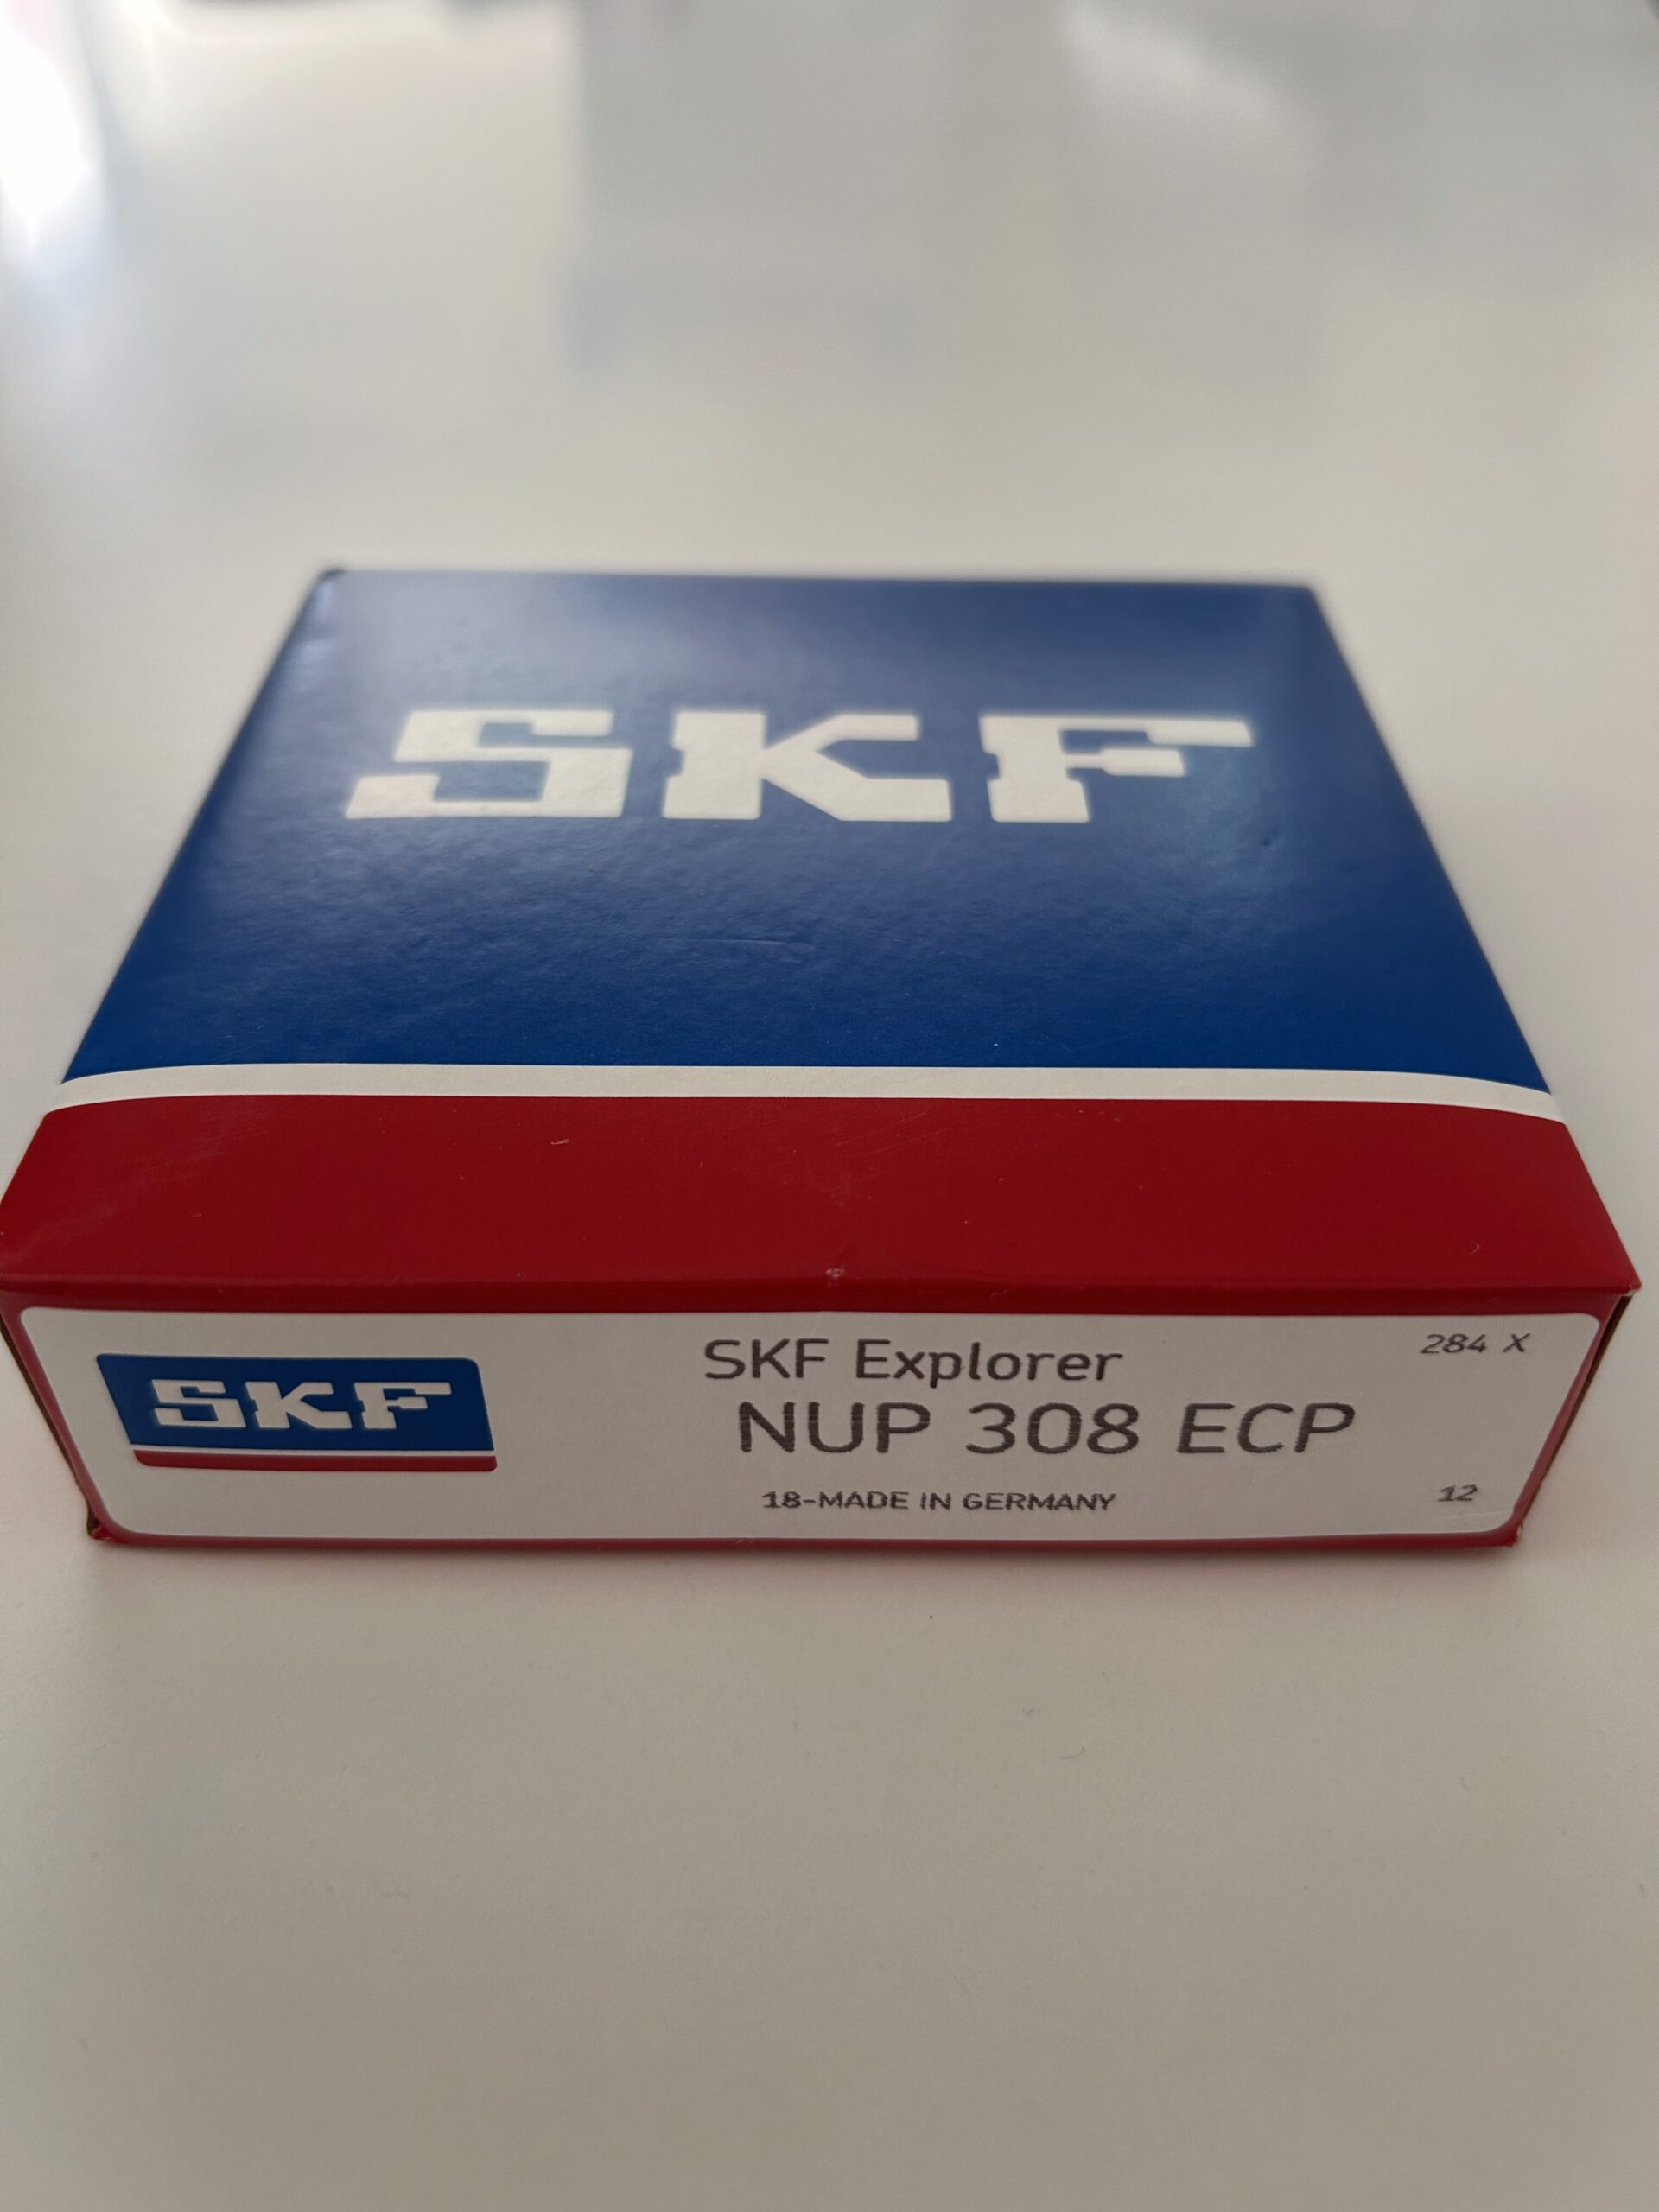 SKF
SKF
SKF Explorer
284 X
NUP 308 ECP
18-MADE IN GERMANY
12